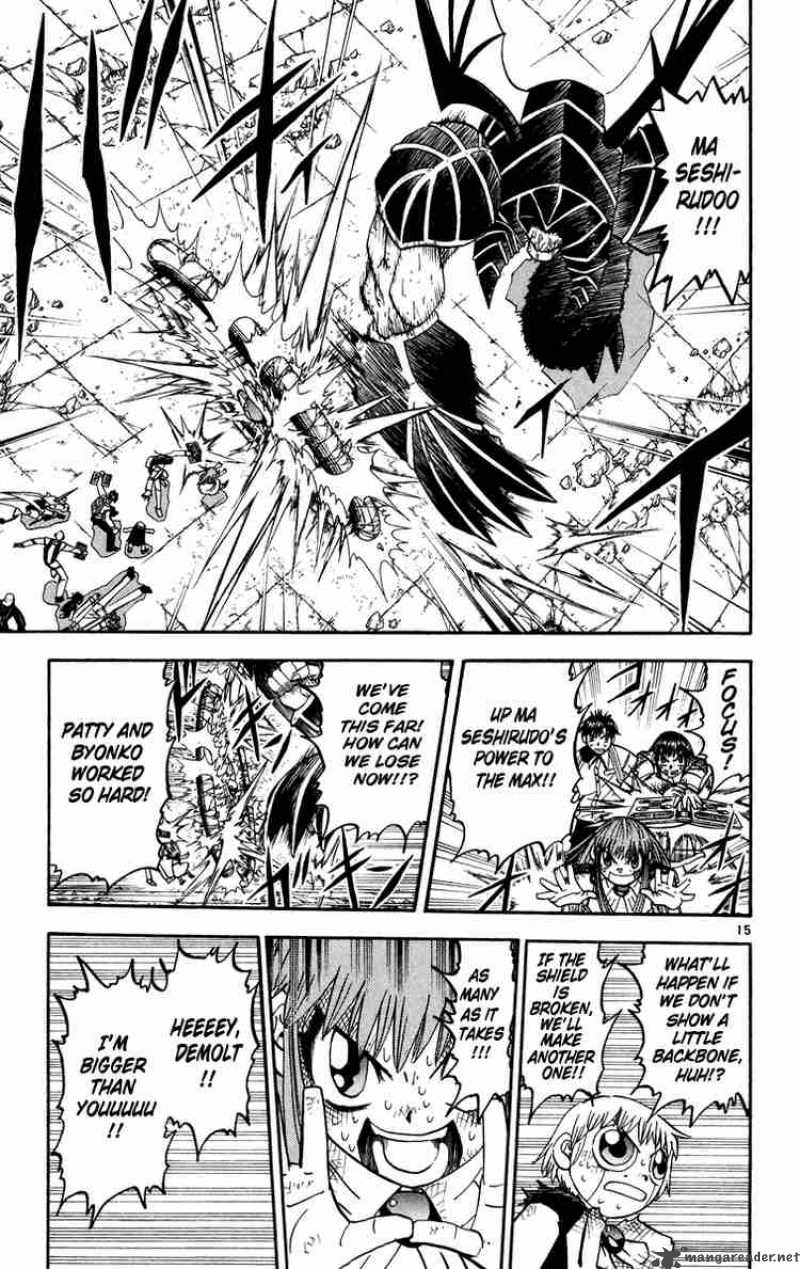 MA
SESHI-
RUDOO
!!!
FOCUS!
UP MA
SESHIRUDO'S
POWER TO
THE MAX!!
WE'VE
COME
THIS FAR!
HOW CAN
WE LOSE
NOW!!?
PATTY AND
BYONKO
WORKED
SO HARD!
15
WHAT'LL
HAPPEN IF
WE DON'T
SHOW A
LITTLE
BACKBONE,
HUH!?
IF THE
SHIELD
IS
BROKEN,
WE'LL
MAKE
ANOTHER
ONE!!
AS
MANY
AS IT
TAKES
!!!
HEEEEY,
DEMOLT
!!
I'M
BIGGER
THAN
YOUUUUU
!!
mangareader.net